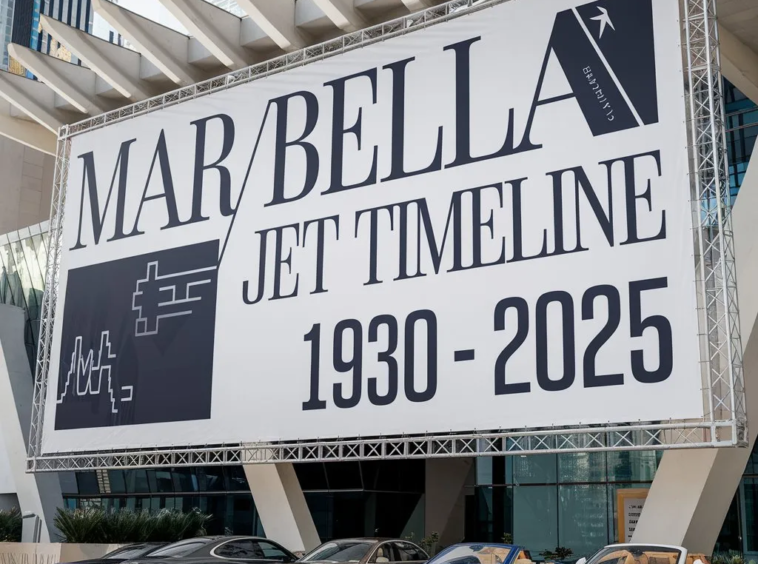 MAR/BELLA
JET TIMELINE
1930 - 2025